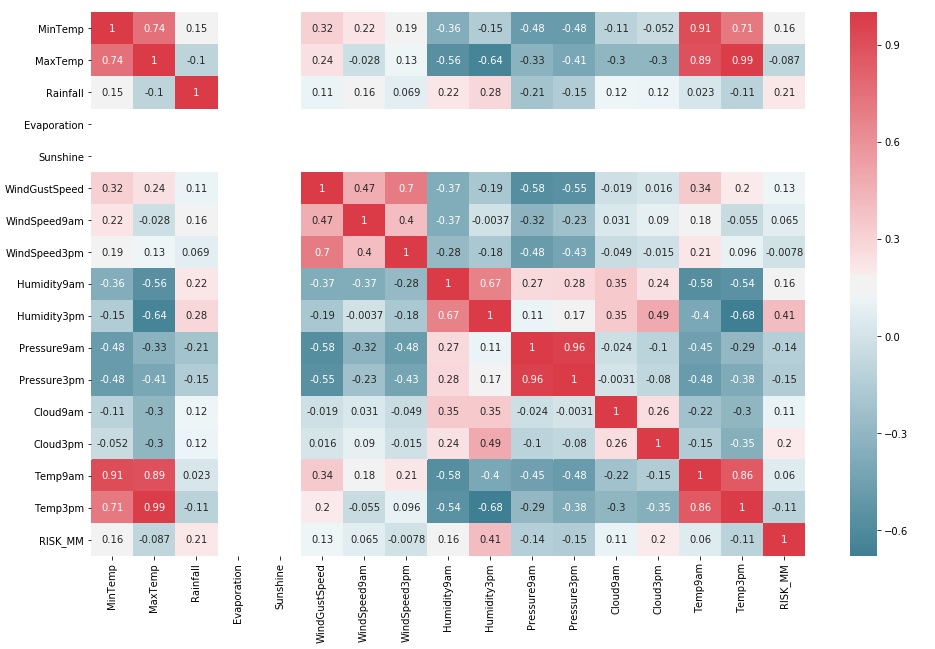 MinTemp 1 0.74 0.15 0.32 0.22 0.19 -0.36 -0.15 -0.48 -0.48 -0.11 -0.052 0.91 0.71 0.16
MaxTemp 0.74 1 -0.1 0.24 -0.028 0.13 -0.56 -0.64 -0.33 -0.41 -0.3 -0.3 0.89 0.99 -0.087
Rainfall 0.15 -0.1 1 0.11 0.16 0.069 0.22 0.28 -0.21 -0.15 0.12 0.12 0.023 -0.11 0.21
Evaporation
Sunshine
WindGustSpeed 0.32 0.24 0.11 1 0.47 0.7 -0.37 -0.19 -0.58 -0.55 -0.019 0.016 0.34 0.2 0.13
WindSpeed9am 0.22 -0.028 0.16 0.47 1 0.4 -0.37 -0.0037 -0.32 -0.23 0.031 0.09 0.18 -0.055 0.065
WindSpeed3pm 0.19 0.13 0.069 0.7 0.4 1 -0.28 -0.18 -0.48 -0.43 -0.049 -0.015 0.21 0.096 -0.0078
Humidity9am -0.36 -0.56 0.22 -0.37 -0.37 -0.28 1 0.67 0.27 0.28 0.35 0.24 -0.58 -0.54 0.16
Humidity3pm -0.15 -0.64 0.28 -0.19 -0.0037 -0.18 0.67 1 0.11 0.17 0.35 0.49 -0.4 -0.68 0.41
Pressure9am -0.48 -0.33 -0.21 -0.58 -0.32 -0.48 0.27 0.11 1 0.96 -0.024 -0.1 -0.45 -0.29 -0.14
Pressure3pm -0.48 -0.41 -0.15 -0.55 -0.23 -0.43 0.28 0.17 0.96 1 -0.0031 -0.08 -0.48 -0.38 -0.15
Cloud9am -0.11 -0.3 0.12 -0.019 0.031 -0.049 0.35 0.35 -0.024 -0.0031 1 0.26 -0.22 -0.3 0.11
Cloud3pm -0.052 -0.3 0.12 0.016 0.09 -0.015 0.24 0.49 -0.1 -0.08 0.26 1 -0.15 -0.35 0.2
Temp9am 0.91 0.89 0.023 0.34 0.18 0.21 -0.58 -0.4 -0.45 -0.48 -0.22 -0.15 1 0.86 0.06
Temp3pm 0.71 0.99 -0.11 0.2 -0.055 0.096 -0.54 -0.68 -0.29 -0.38 -0.3 -0.35 0.86 1 -0.11
RISK_MM 0.16 -0.087 0.21 0.13 0.065 -0.0078 0.16 0.41 -0.14 -0.15 0.11 0.2 0.06 -0.11 1
MinTemp MaxTemp Rainfall Evaporation Sunshine WindGustSpeed WindSpeed9am WindSpeed3pm Humidity9am Humidity3pm Pressure9am Pressure3pm Cloud9am Cloud3pm Temp9am Temp3pm RISK_MM
0.9
0.6
0.3
0.0
−0.3
−0.6